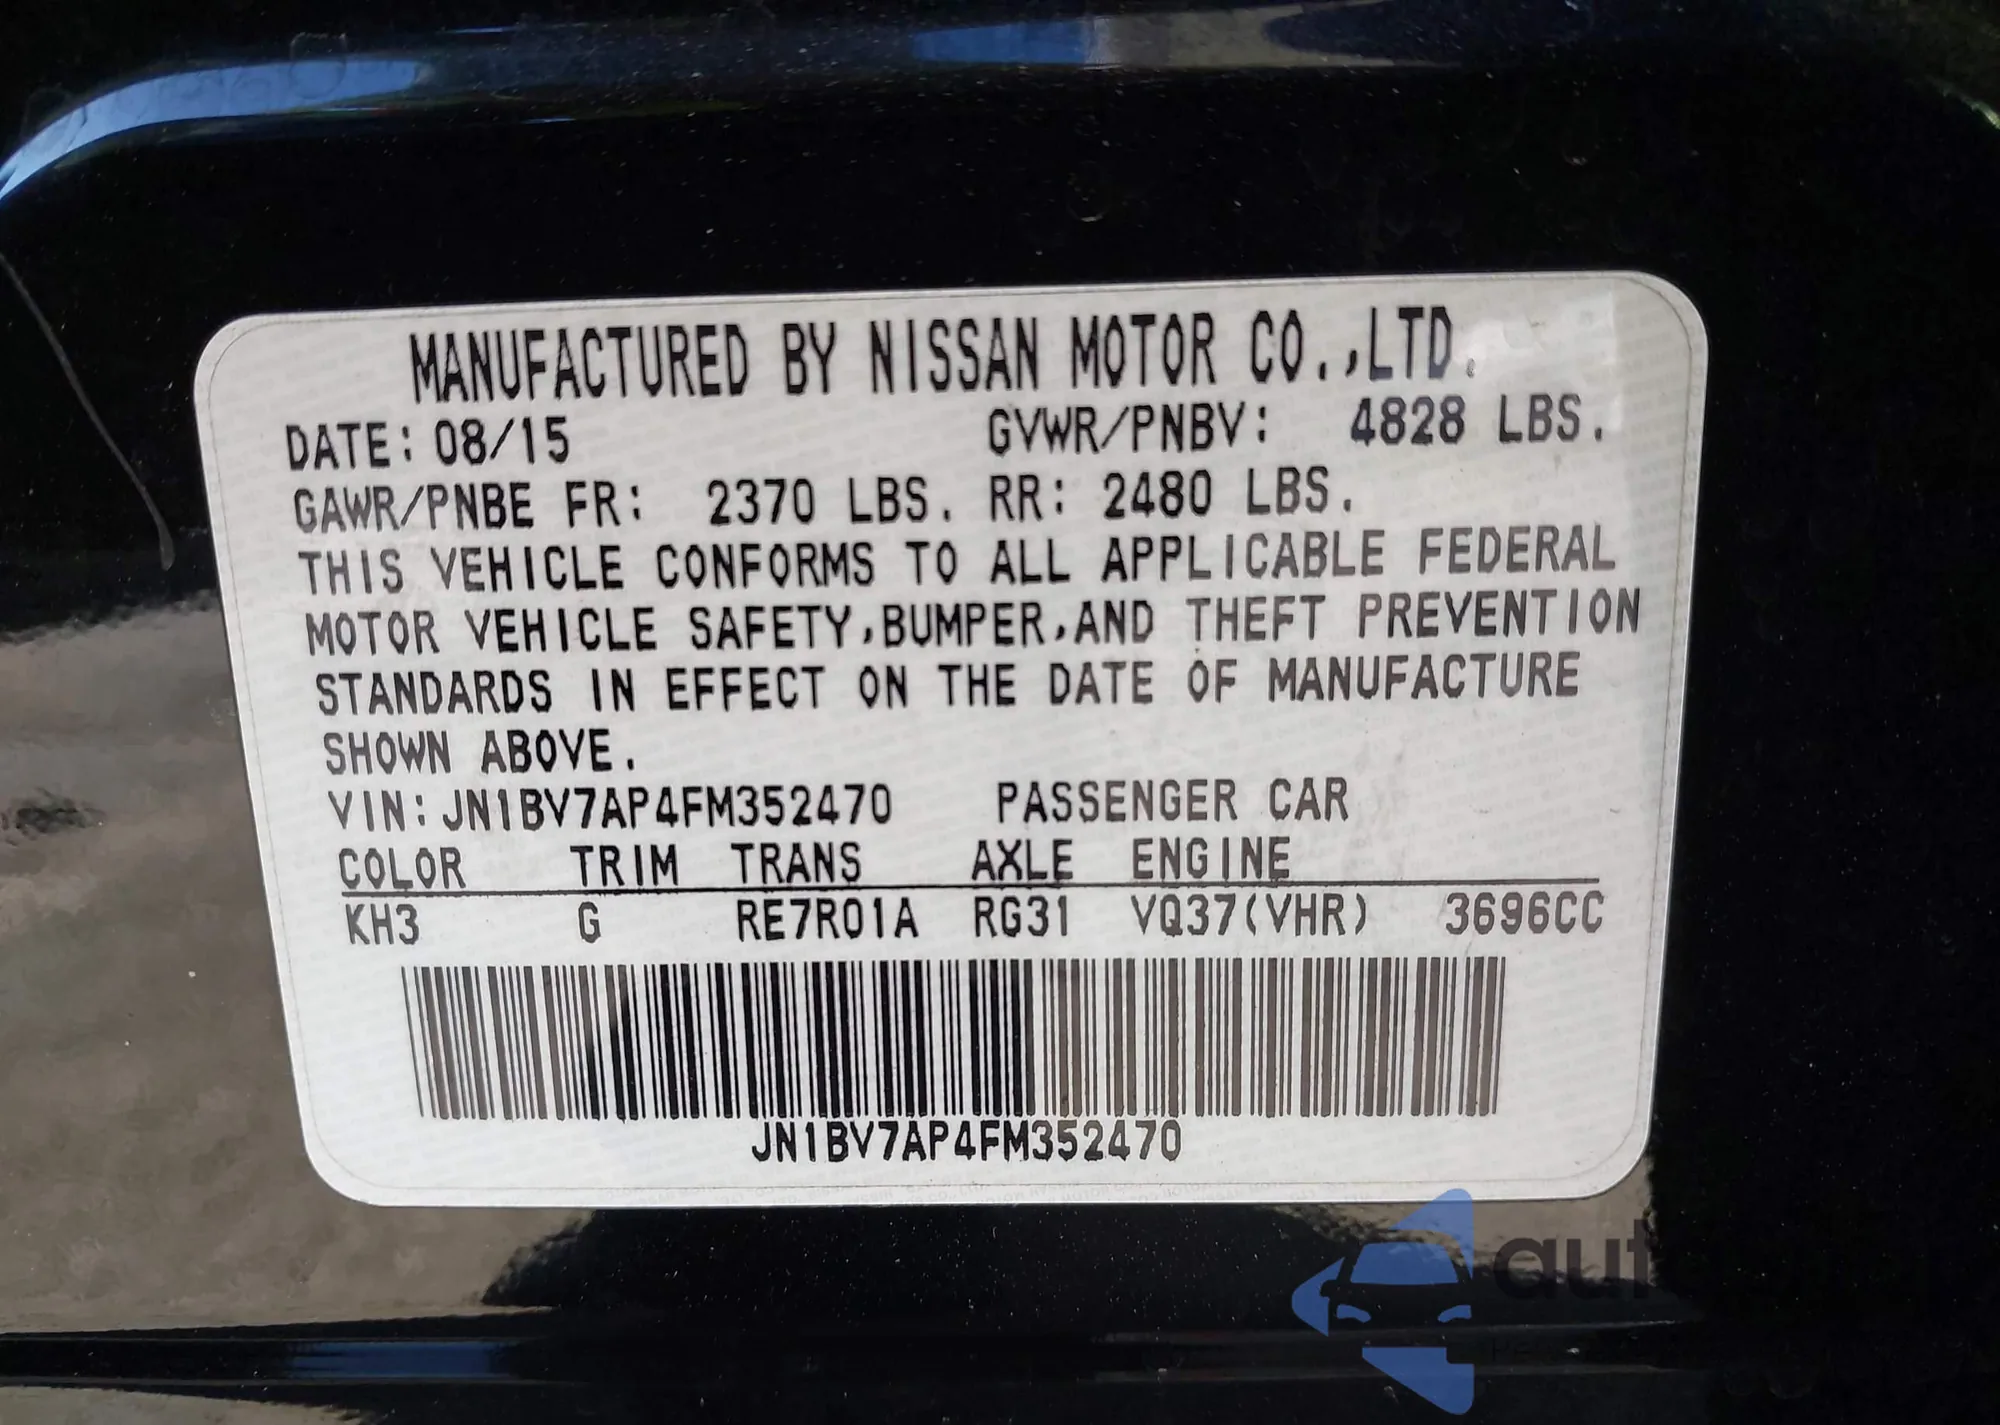 MANUFACTURED BY NISSAN MOTOR CO.,LTD.
DATE: 08/15 GVWR/PNBV: 4828 LBS.
GAWR/PNBE FR: 2370 LBS. RR: 2480 LBS.
THIS VEHICLE CONFORMS TO ALL APPLICABLE FEDERAL
MOTOR VEHICLE SAFETY,BUMPER,AND THEFT PREVENTION
STANDARDS IN EFFECT ON THE DATE OF MANUFACTURE
SHOWN ABOVE.
VIN:JN1BV7AP4FM352470 PASSENGER CAR
COLOR TRIM TRANS AXLE ENGINE
KH3 G RE7R01A RG31 VQ37(VHR) 3696CC
JN1BV7AP4FM352470